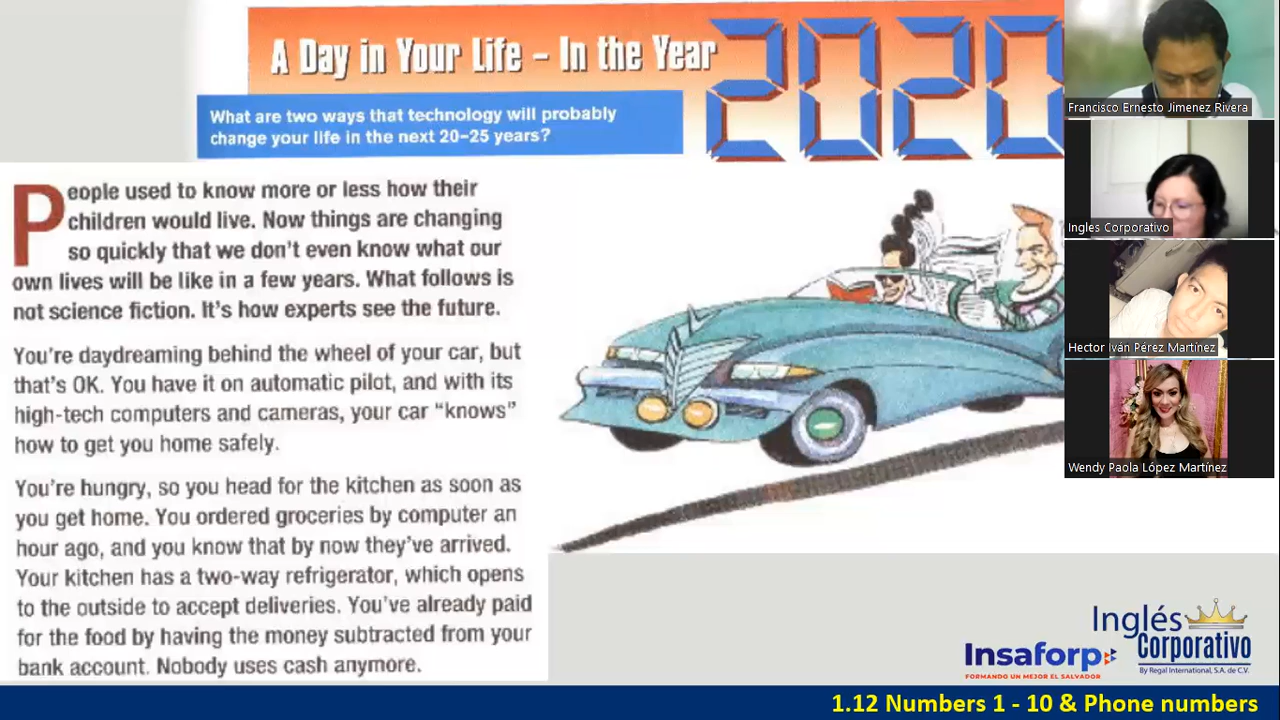 A Day in Your Life – In the Year
2020
What are two ways that technology will probably
change your life in the next 20–25 years?
People used to know more or less how their
children would live. Now things are changing
so quickly that we don't even know what our
own lives will be like in a few years. What follows is
not science fiction. It's how experts see the future.
You're daydreaming behind the wheel of your car, but
that's OK. You have it on automatic pilot, and with its
high-tech computers and cameras, your car “knows”
how to get you home safely.
You're hungry, so you head for the kitchen as soon as
you get home. You ordered groceries by computer an
hour ago, and you know that by now they've arrived.
Your kitchen has a two-way refrigerator, which opens
to the outside to accept deliveries. You've already paid
for the food by having the money subtracted from your
bank account. Nobody uses cash anymore.
Francisco Ernesto Jimenez Rivera
Ingles Corporativo
Hector Iván Pérez Martínez
Wendy Paola López Martínez
Insaforp
FORMANDO UN MEJOR EL SALVADOR
Inglés
Corporativo
By Regal International, S.A. de C.V.
1.12 Numbers 1 - 10 & Phone numbers